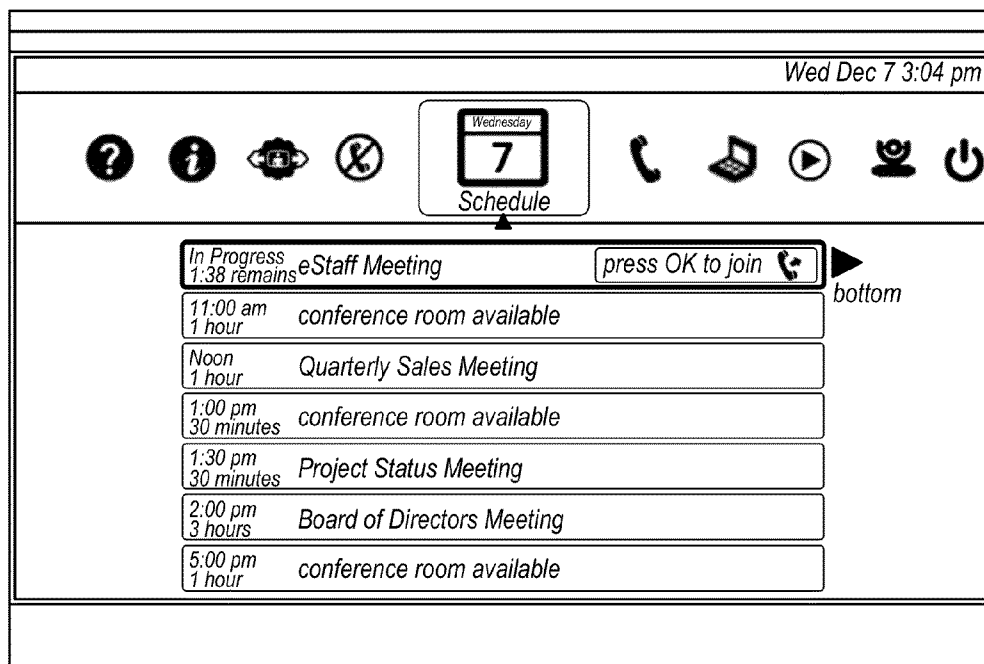 Wed Dec 7 3:04 pm
?
i
Wednesday
7
Schedule
In Progress
1:38 remains
eStaff Meeting
press OK to join
bottom
11:00 am
1 hour
conference room available
Noon
1 hour
Quarterly Sales Meeting
1:00 pm
30 minutes
conference room available
1:30 pm
30 minutes
Project Status Meeting
2:00 pm
3 hours
Board of Directors Meeting
5:00 pm
1 hour
conference room available